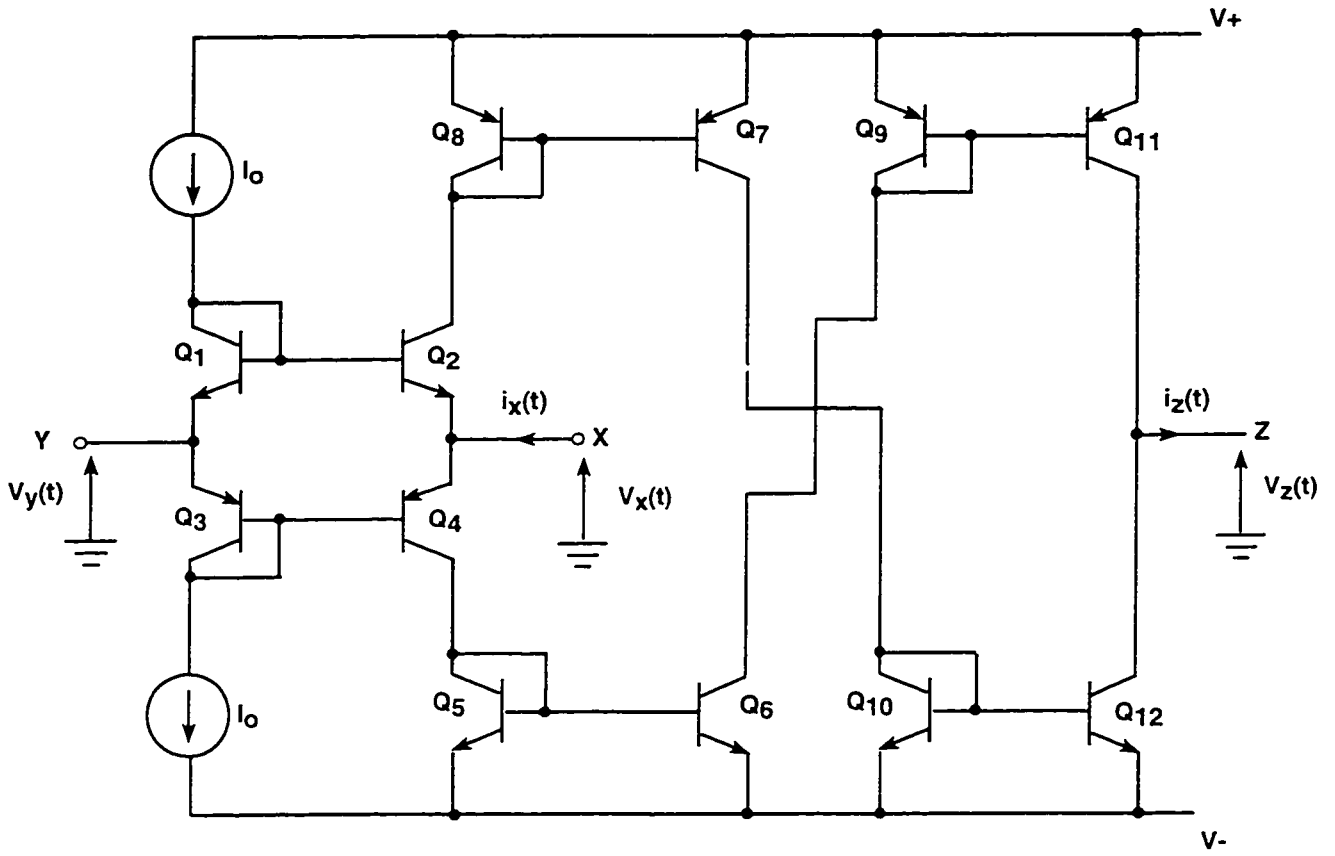 V+
Q8
Q7
Q9
Q11
Io
Q1
Q2
ix(t)
iz(t)
Y
X
Z
Vy(t)
Vx(t)
Vz(t)
Q3
Q4
Io
Q5
Q6
Q10
Q12
V-